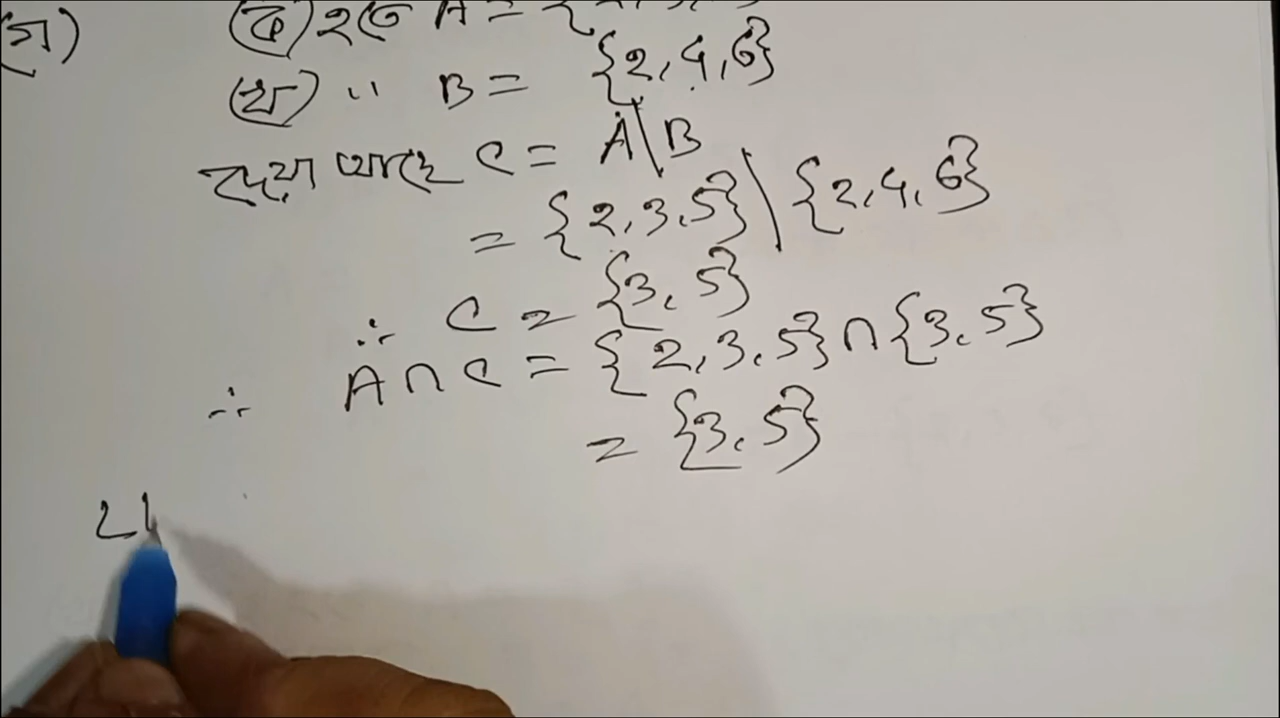 (গ) (ক) হতে A = {2, 3, 5}
(খ) " B = {2, 4, 6}
দেয়া আছে C = A\B
= {2, 3, 5} \ {2, 4, 6}
∴ C = {3, 5}
∴ A∩C = {2, 3, 5} ∩ {3, 5}
= {3, 5}